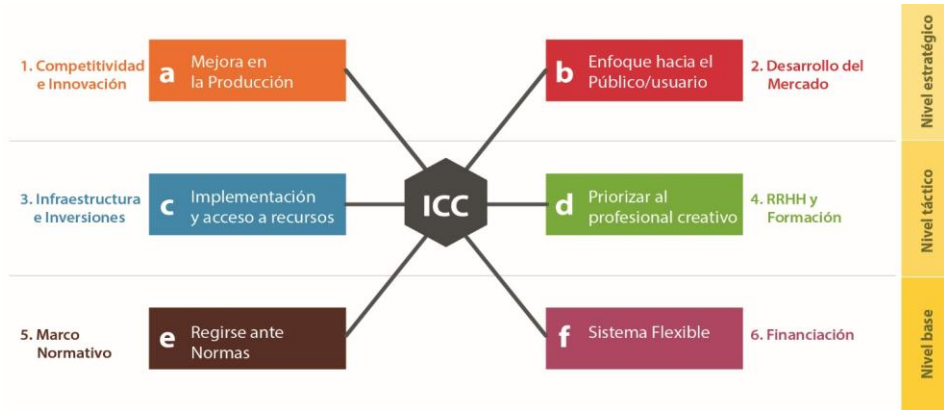 1. Competitividad
e Innovación
a
Mejora en
la Producción
b
Enfoque hacia el
Público/usuario
2. Desarrollo del
Mercado
Nivel estratégico
3. Infraestructura
e Inversiones
c
Implementación
y acceso a recursos
ICC
d
Priorizar al
profesional creativo
4. RRHH y
Formación
Nivel táctico
5. Marco
Normativo
e
Regirse ante
Normas
f
Sistema Flexible
6. Financiación
Nivel base